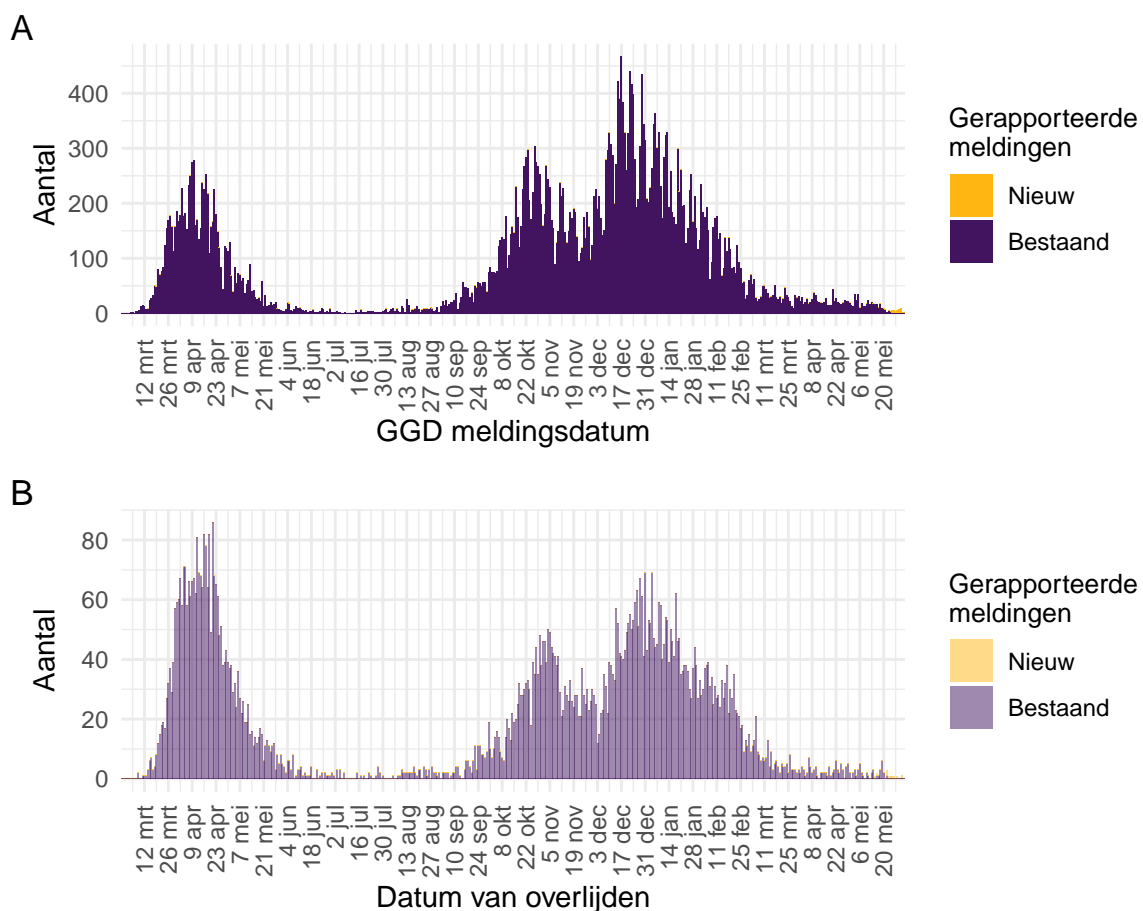 A
Aantal
400
300
200
100
0
12 mrt
26 mrt
9 apr
23 apr
7 mei
21 mei
4 jun
18 jun
2 jul
16 jul
30 jul
13 aug
27 aug
10 sep
24 sep
8 okt
22 okt
5 nov
19 nov
3 dec
17 dec
31 dec
14 jan
28 jan
11 feb
25 feb
11 mrt
25 mrt
8 apr
22 apr
6 mei
20 mei
GGD meldingsdatum
Gerapporteerde
meldingen
Nieuw
Bestaand
B
Aantal
80
60
40
20
0
12 mrt
26 mrt
9 apr
23 apr
7 mei
21 mei
4 jun
18 jun
2 jul
16 jul
30 jul
13 aug
27 aug
10 sep
24 sep
8 okt
22 okt
5 nov
19 nov
3 dec
17 dec
31 dec
14 jan
28 jan
11 feb
25 feb
11 mrt
25 mrt
8 apr
22 apr
6 mei
20 mei
Datum van overlijden
Gerapporteerde
meldingen
Nieuw
Bestaand